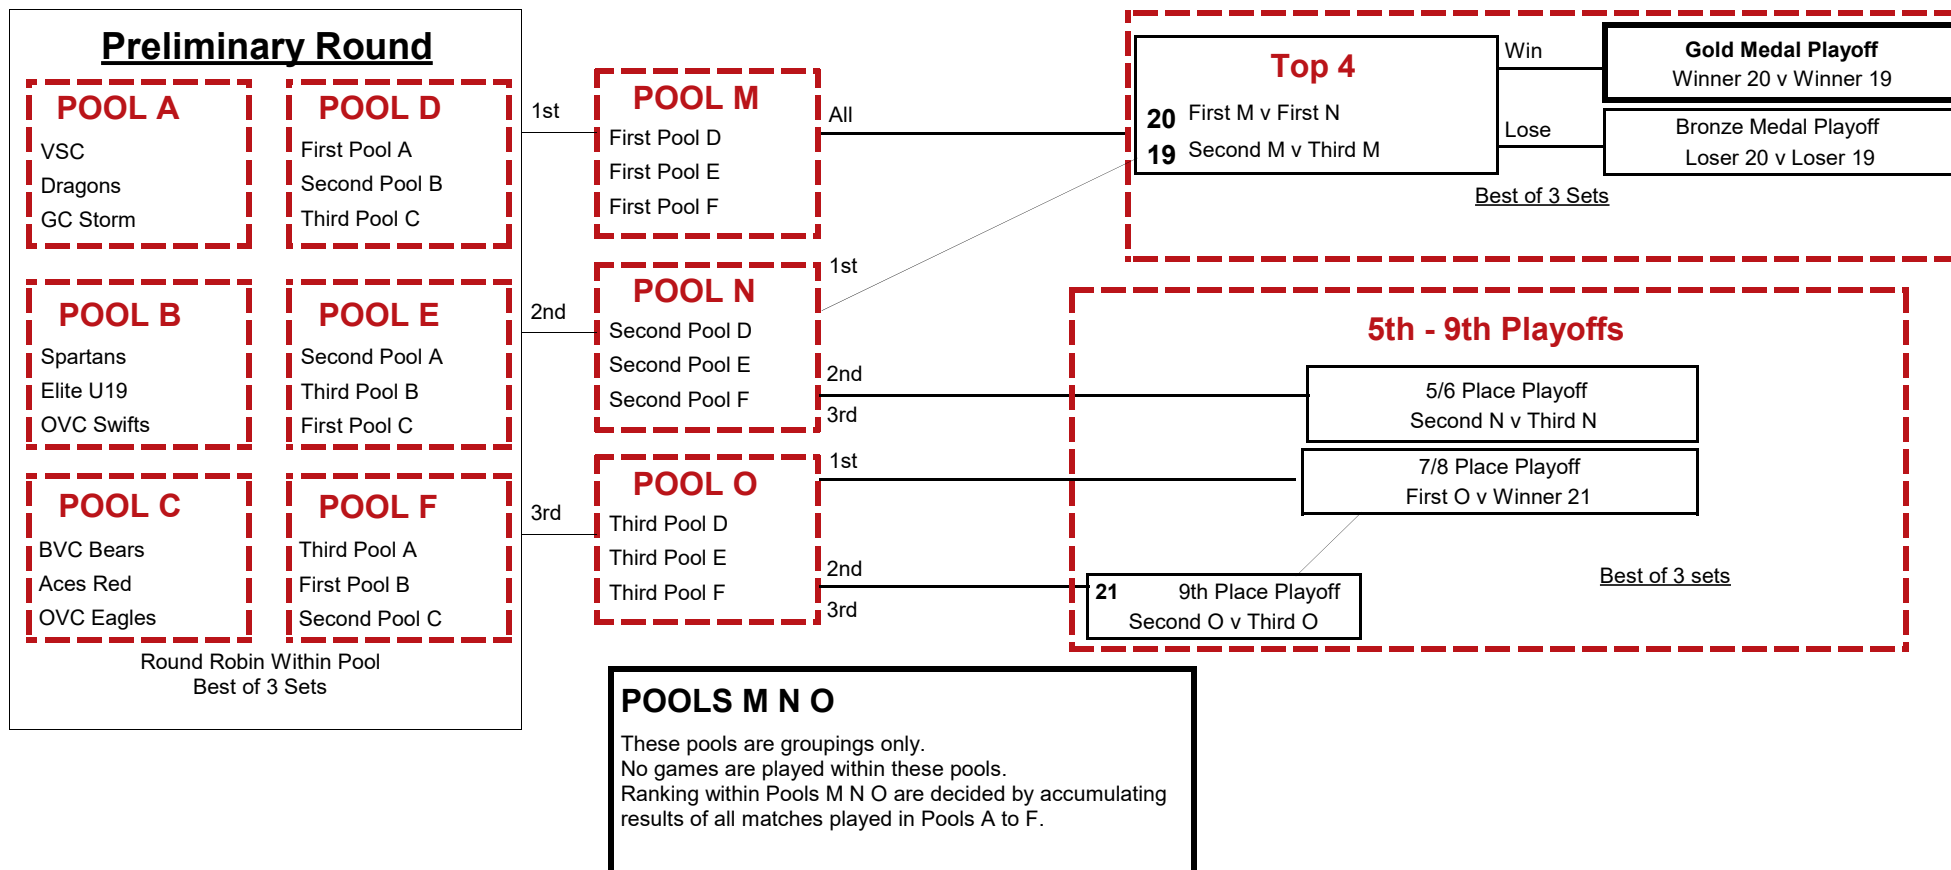 Preliminary Round
POOL A
VSC
Dragons
GC Storm
POOL D
First Pool A
Second Pool B
Third Pool C
POOL B
Spartans
Elite U19
OVC Swifts
POOL E
Second Pool A
Third Pool B
First Pool C
POOL C
BVC Bears
Aces Red
OVC Eagles
POOL F
Third Pool A
First Pool B
Second Pool C
Round Robin Within Pool
Best of 3 Sets
1st
2nd
3rd
POOL M
First Pool D
First Pool E
First Pool F
All
POOL N
Second Pool D
Second Pool E
Second Pool F
1st
2nd
3rd
POOL O
Third Pool D
Third Pool E
Third Pool F
1st
2nd
3rd
Top 4
20 First M v First N
19 Second M v Third M
Win
Lose
Gold Medal Playoff
Winner 20 v Winner 19
Bronze Medal Playoff
Loser 20 v Loser 19
Best of 3 Sets
5th - 9th Playoffs
5/6 Place Playoff
Second N v Third N
7/8 Place Playoff
First O v Winner 21
21 9th Place Playoff
Second O v Third O
Best of 3 sets
POOLS M N O
These pools are groupings only.
No games are played within these pools.
Ranking within Pools M N O are decided by accumulating
results of all matches played in Pools A to F.